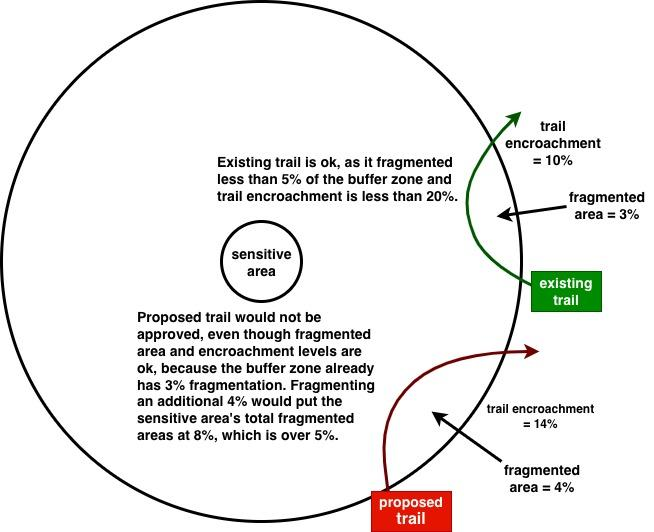 trail
encroachment
= 10%
Existing trail is ok, as it fragmented
less than 5% of the buffer zone and
trail encroachment is less than 20%.
fragmented
area = 3%
sensitive
area
existing
trail
Proposed trail would not be
approved, even though fragmented
area and encroachment levels are
ok, because the buffer zone already
has 3% fragmentation. Fragmenting
an additional 4% would put the
sensitive area's total fragmented
areas at 8%, which is over 5%.
trail encroachment
= 14%
fragmented
area = 4%
proposed
trail